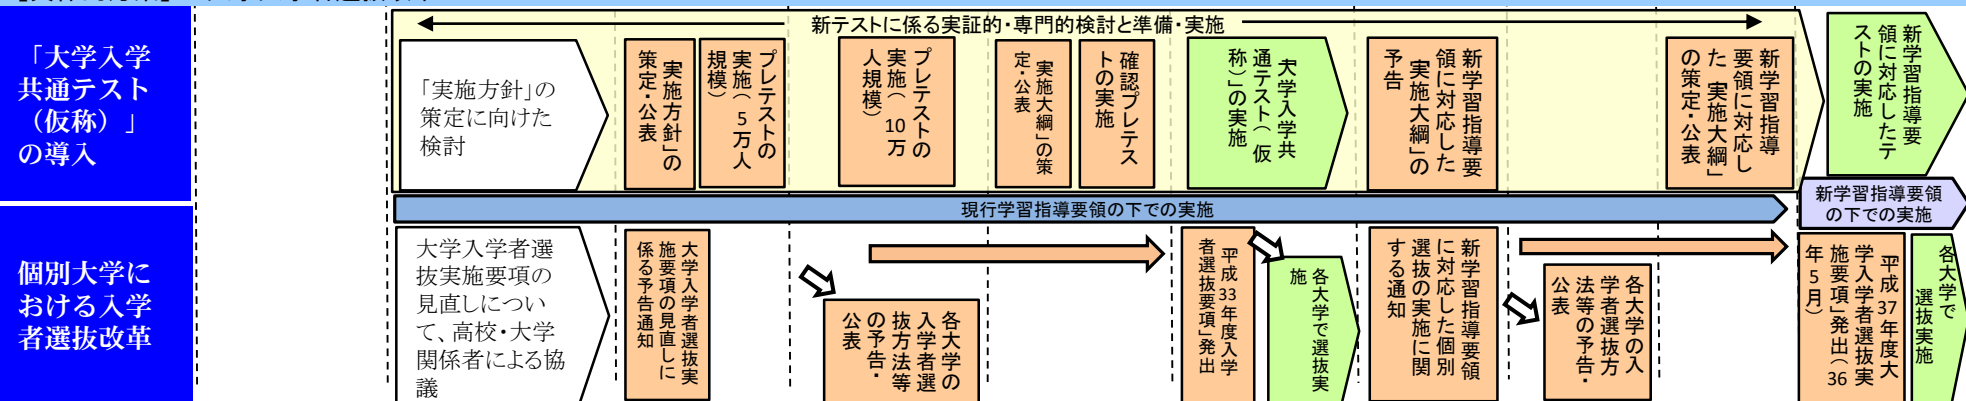 「大学入学
共通テスト
（仮称）」
の導入
新テストに係る実証的・専門的検討と準備・実施
「実施方針」の
策定に向けた
検討
「実施方針」の
策定・公表
プレテストの
実施（５万人
規模）
プレテストの
実施（10万
人規模）
「実施大綱」の策
定・公表
確認プレテス
トの実施
「大学入学共
通テスト（仮
称）」の実施
新学習指導要
領に対応した
「実施大綱」の
予告
新学習指導
要領に対応し
た「実施大綱」
の策定・公表
新学習指導要
領に対応したテ
ストの実施
現行学習指導要領の下での実施
新学習指導要領
の下での実施
個別大学に
おける入学
者選抜改革
大学入学者選
抜実施要項の
見直しについ
て、高校・大学
関係者による協
議
大学入学者選抜実
施要項の見直しに
係る予告通知
各大学の
入学者選
抜方法等
の予告・
公表
「平成33年度入学
者選抜要項」発出
各大学で選抜実
施
新学習指導要領
に対応した個別
選抜の実施に関
する通知
各大学の入
学者選抜方
法等の予告・
公表
「平成37年度大
学入学者選抜実
施要項」発出（36
年５月）
各大学で
選抜実施